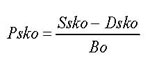 Psko = (Ssko − Dsko) / Bo